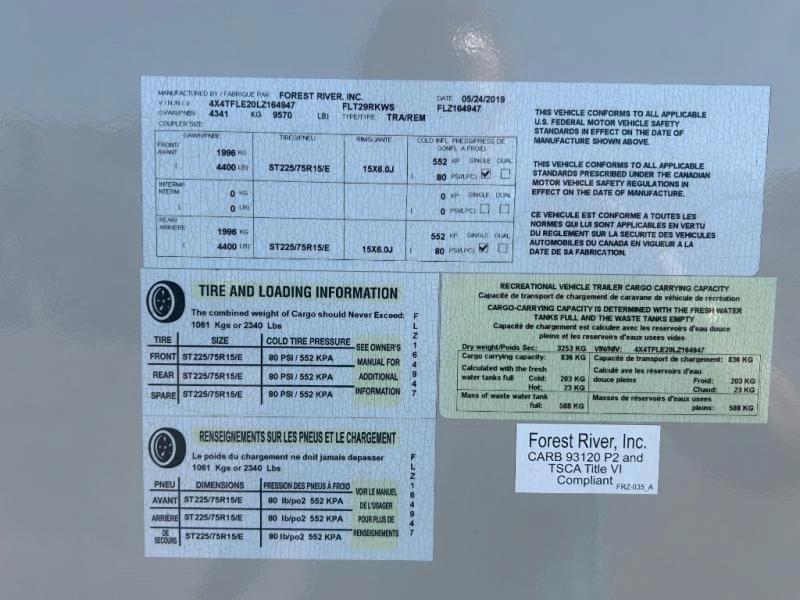 MANUFACTURED BY / FABRIQUE PAR FOREST RIVER, INC. DATE 05/24/2019
V I N / N I V 4X4TFLE20LZ164947 FLT29RKWS FLZ164947
GVWR/PNBV 4341 KG 9570 LB) TYPE/TYPE TRA/REM
COUPLER SIZE
GAWR/PNBE TIRES/PNEU RIMS/JANTE COLD INFL PRESS/PRESS DE GONFL A FROID
FRONT/ AVANT 1996 KG 552 KP SINGLE DUAL
( 4400 LB) ST225/75R15/E 15X6.0J ( 80 PSI/LPC)
INTERM/ INTERM 0 KG 0 KP SINGLE DUAL
( 0 LB) ( 0 PSI/LPC)
REAR/ ARRIERE 1996 KG 552 KP SINGLE DUAL
( 4400 LB) ST225/75R15/E 15X6.0J ( 80 PSI/LPC)
THIS VEHICLE CONFORMS TO ALL APPLICABLE
U.S. FEDERAL MOTOR VEHICLE SAFETY
STANDARDS IN EFFECT ON THE DATE OF
MANUFACTURE SHOWN ABOVE.
THIS VEHICLE CONFORMS TO ALL APPLICABLE
STANDARDS PRESCRIBED UNDER THE CANADIAN
MOTOR VEHICLE SAFETY REGULATIONS IN
EFFECT ON THE DATE OF MANUFACTURE.
CE VEHICULE EST CONFORME A TOUTES LES
NORMES QUI LUI SONT APPLICABLES EN VERTU
DU REGLEMENT SUR LA SECURITE DES VEHICULES
AUTOMOBILES DU CANADA EN VIGUEUR A LA
DATE DE SA FABRICATION.
TIRE AND LOADING INFORMATION
The combined weight of Cargo should Never Exceed:
1061 Kgs or 2340 Lbs
TIRE SIZE COLD TIRE PRESSURE
FRONT ST225/75R15/E 80 PSI / 552 KPA
REAR ST225/75R15/E 80 PSI / 552 KPA
SPARE ST225/75R15/E 80 PSI / 552 KPA
SEE OWNER'S
MANUAL FOR
ADDITIONAL
INFORMATION
FLZ164947
RECREATIONAL VEHICLE TRAILER CARGO CARRYING CAPACITY
Capacité de transport de chargement de caravane de véhicule de récréation
CARGO-CARRYING CAPACITY IS DETERMINED WITH THE FRESH WATER
TANKS FULL AND THE WASTE TANKS EMPTY
Capacité de chargement est calculée avec les reservoirs d'eau douce
pleins et les reservoirs d'eaux usees vides
Dry weight/Poids Sec: 3253 KG VIN/NIV: 4X4TFLE20LZ164947
Cargo carrying capacity: 836 KG Capacité de transport de chargement: 836 KG
Calculated with the fresh Calculé ave les réservoirs d'eau
water tanks full Cold: 203 KG douce pleins Froid: 203 KG
Hot: 23 KG Chaud: 23 KG
Mass of waste water tank Masses de réservoirs d'eaux usees
full: 508 KG pleins: 508 KG
RENSEIGNEMENTS SUR LES PNEUS ET LE CHARGEMENT
Le poids du chargement ne doit jamais depasser
1061 Kgs or 2340 Lbs
PNEU DIMENSIONS PRESSION DES PNEUS À FROID
AVANT ST225/75R15/E 80 lb/po2 552 KPA
ARRIÈRE ST225/75R15/E 80 lb/po2 552 KPA
DE SECOURS ST225/75R15/E 80 lb/po2 552 KPA
VOIR LE MANUEL
DE L'USAGER
POUR PLUS DE
RENSEIGNEMENTS
FLZ164947
Forest River, Inc.
CARB 93120 P2 and
TSCA Title VI
Compliant FRZ-035_A